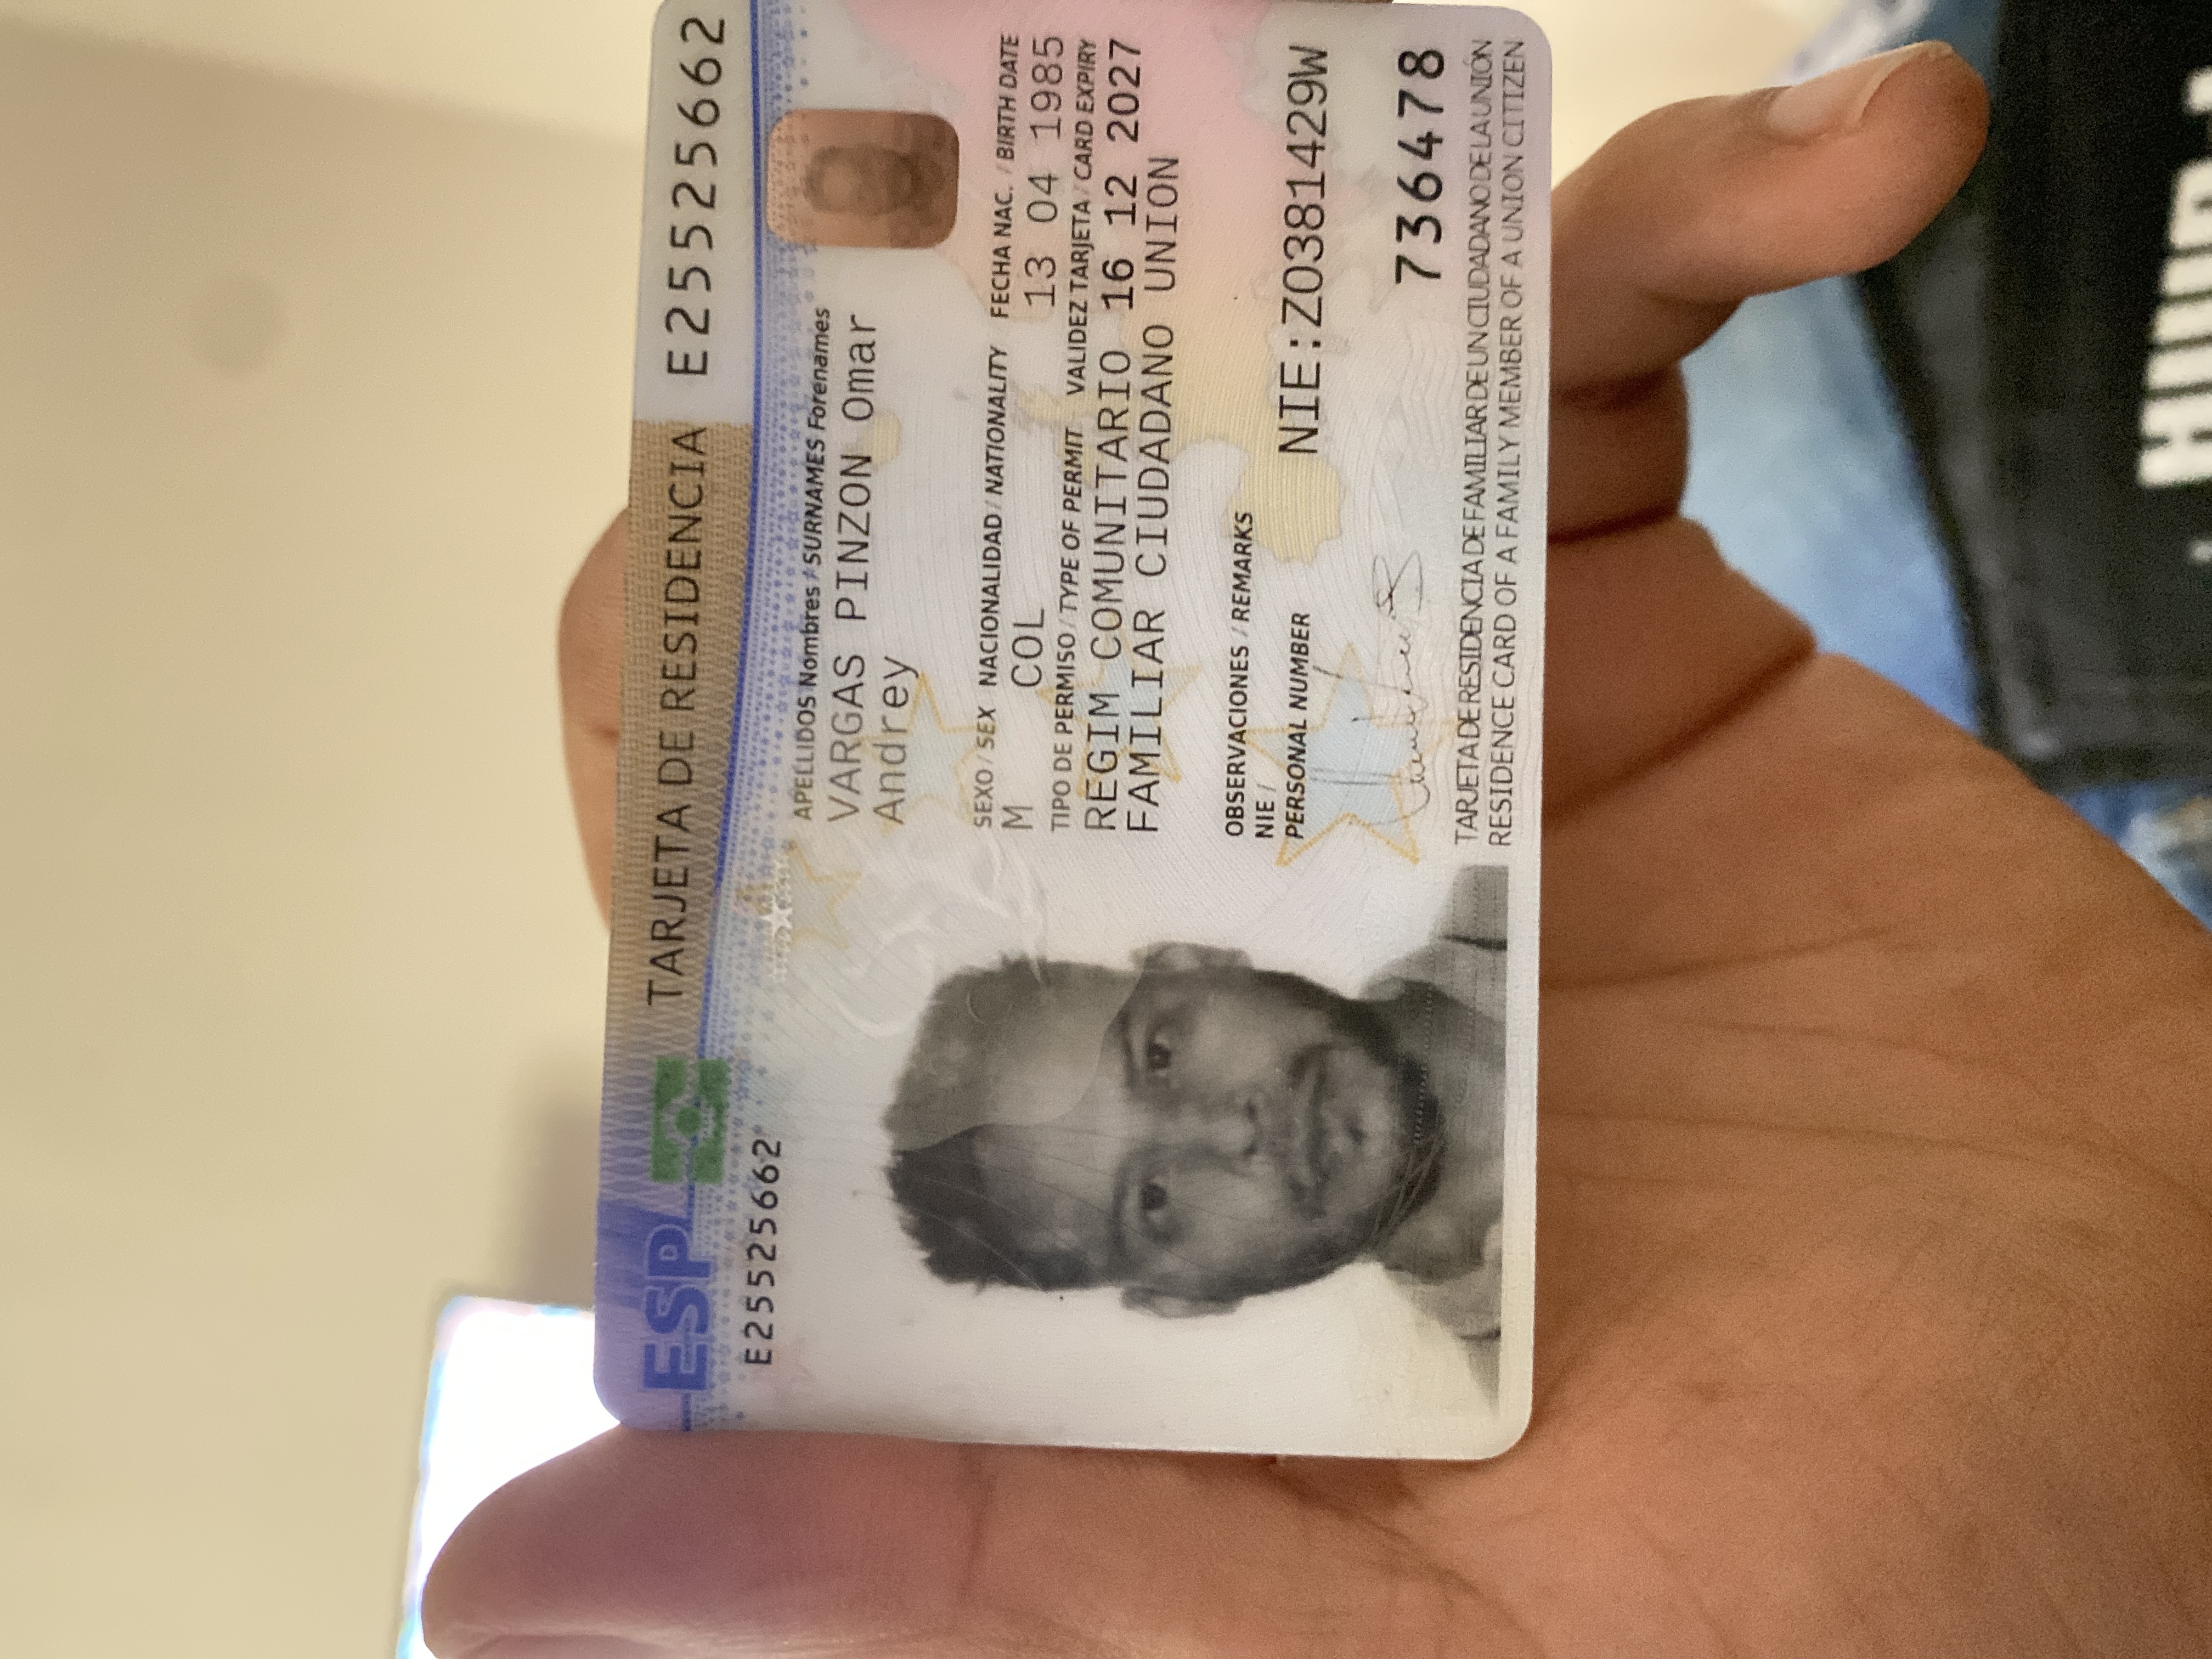 ESP
TARJETA DE RESIDENCIA E25525662
E25525662
APELLIDOS Nombres / SURNAMES Forenames
VARGAS PINZON Omar
Andrey
SEXO / SEX NACIONALIDAD / NATIONALITY FECHA NAC. / BIRTH DATE
M COL 13 04 1985
TIPO DE PERMISO / TYPE OF PERMIT VALIDEZ TARJETA / CARD EXPIRY
REGIM COMUNITARIO 16 12 2027
FAMILIAR CIUDADANO UNION
OBSERVACIONES / REMARKS
NIE /
PERSONAL NUMBER NIE:Z0381429W
736478
TARJETA DE RESIDENCIA DE FAMILIAR DE UN CIUDADANO DE LA UNIÓN
RESIDENCE CARD OF A FAMILY MEMBER OF A UNION CITIZEN